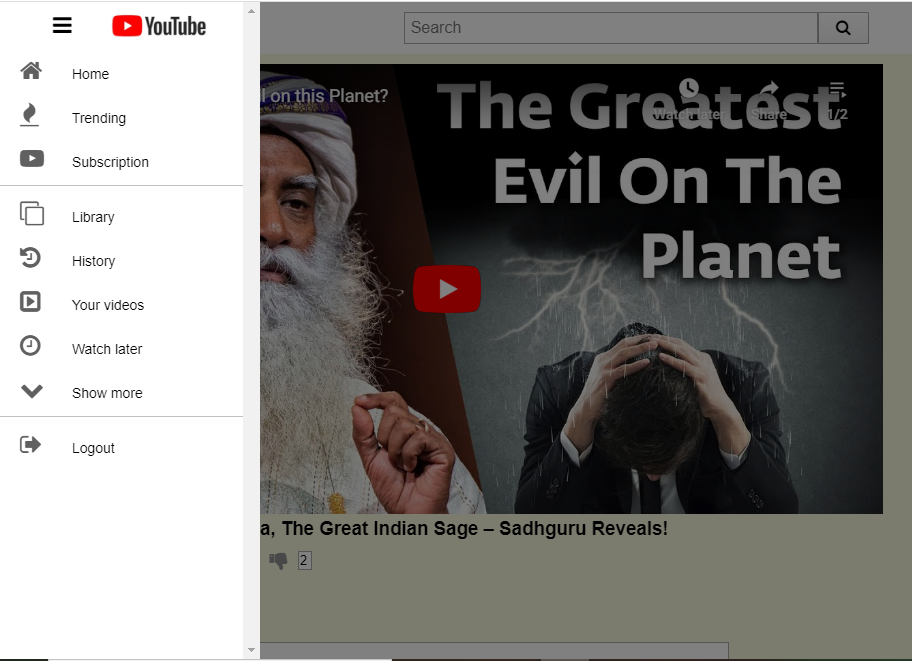 YouTube
Search
Home
Trending
Subscription
Library
History
Your videos
Watch later
Show more
Logout
l on this Planet?
Watch later
Share
1/2
The Greatest
Evil On The
Planet
a, The Great Indian Sage – Sadhguru Reveals!
2